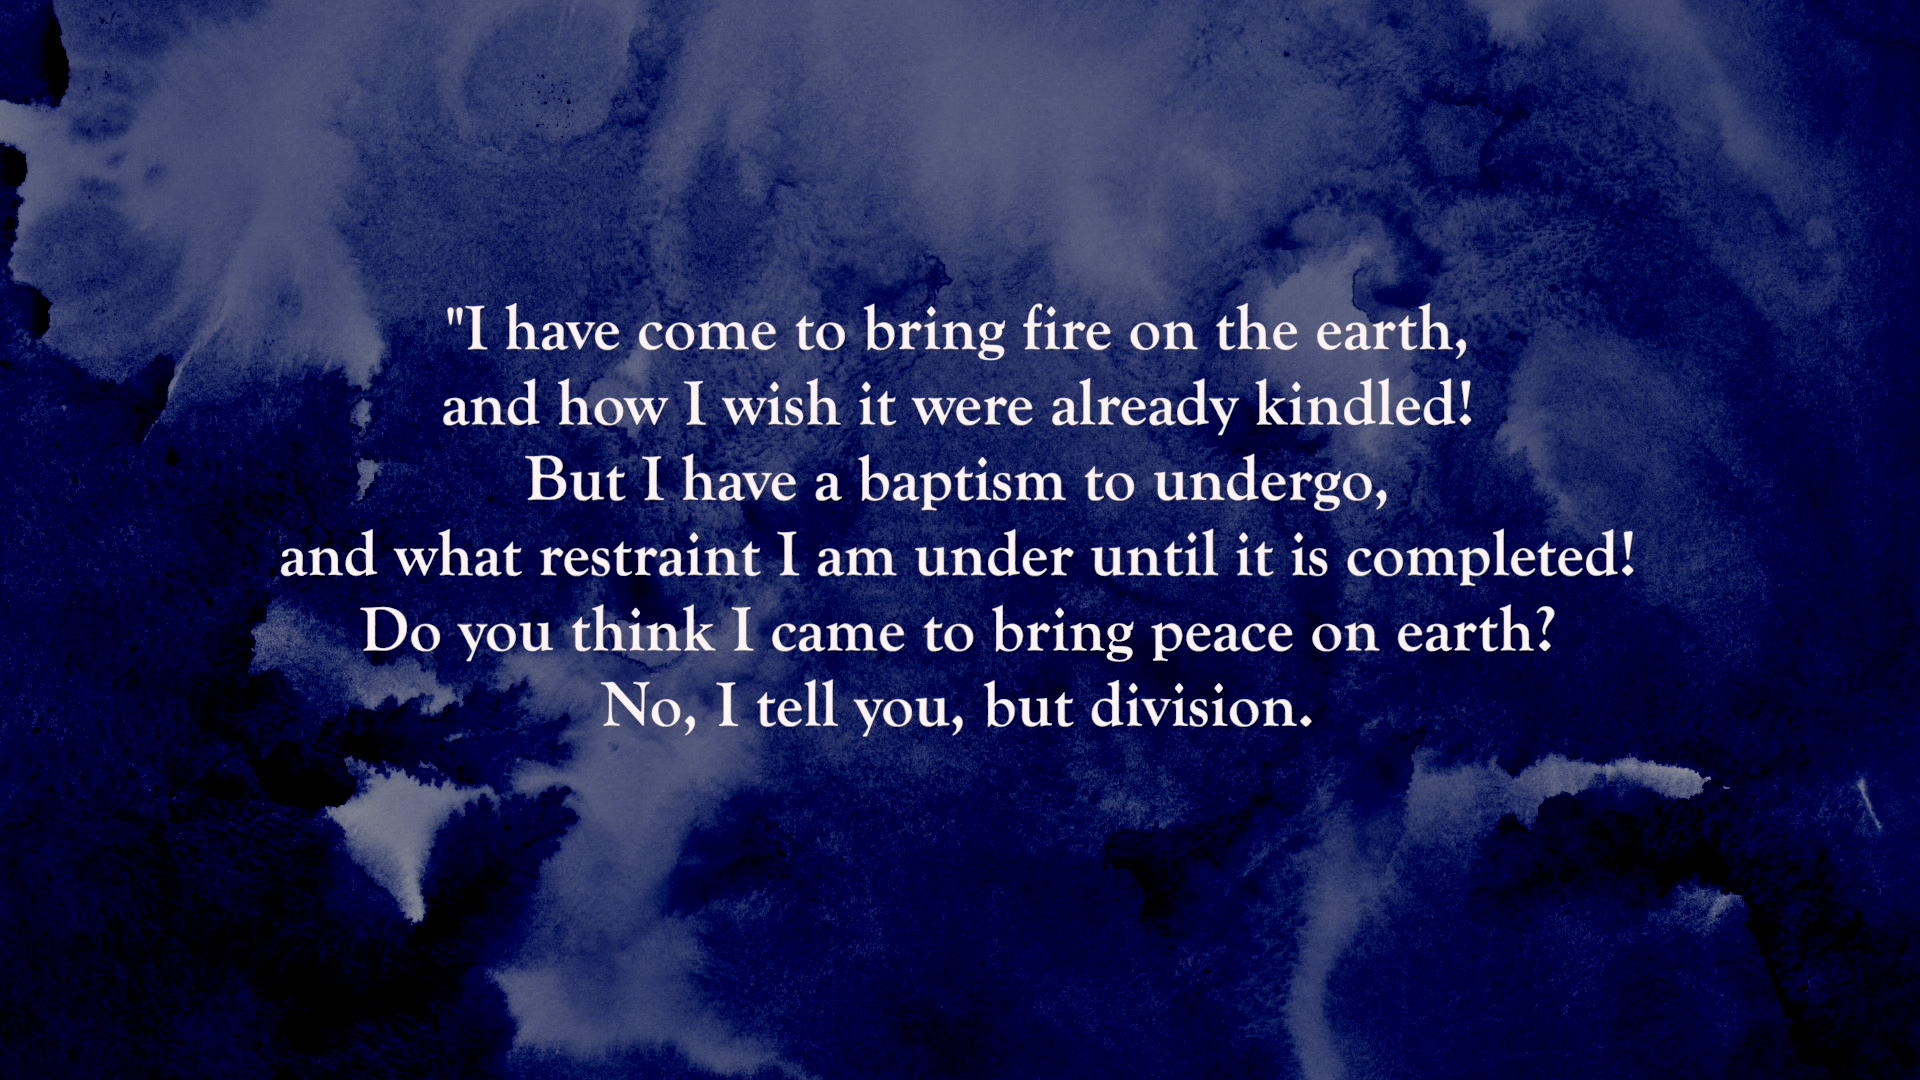 "I have come to bring fire on the earth,
and how I wish it were already kindled!
But I have a baptism to undergo,
and what restraint I am under until it is completed!
Do you think I came to bring peace on earth?
No, I tell you, but division.